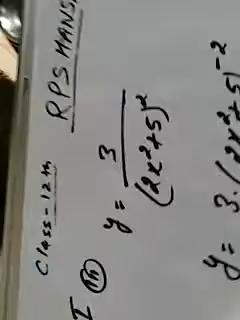 Class-12th RPS MANS
I (iii) y = 3/(2x²+5)²
y = 3·(2x²+5)⁻²